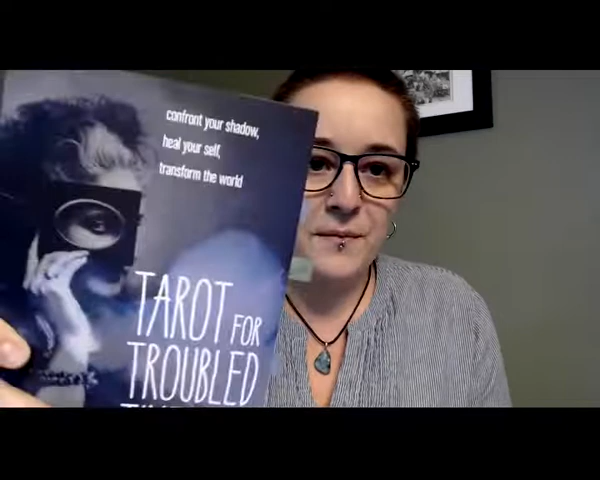 confront your shadow,
heal your self,
transform the world
TAROT
FOR
TROUBLED